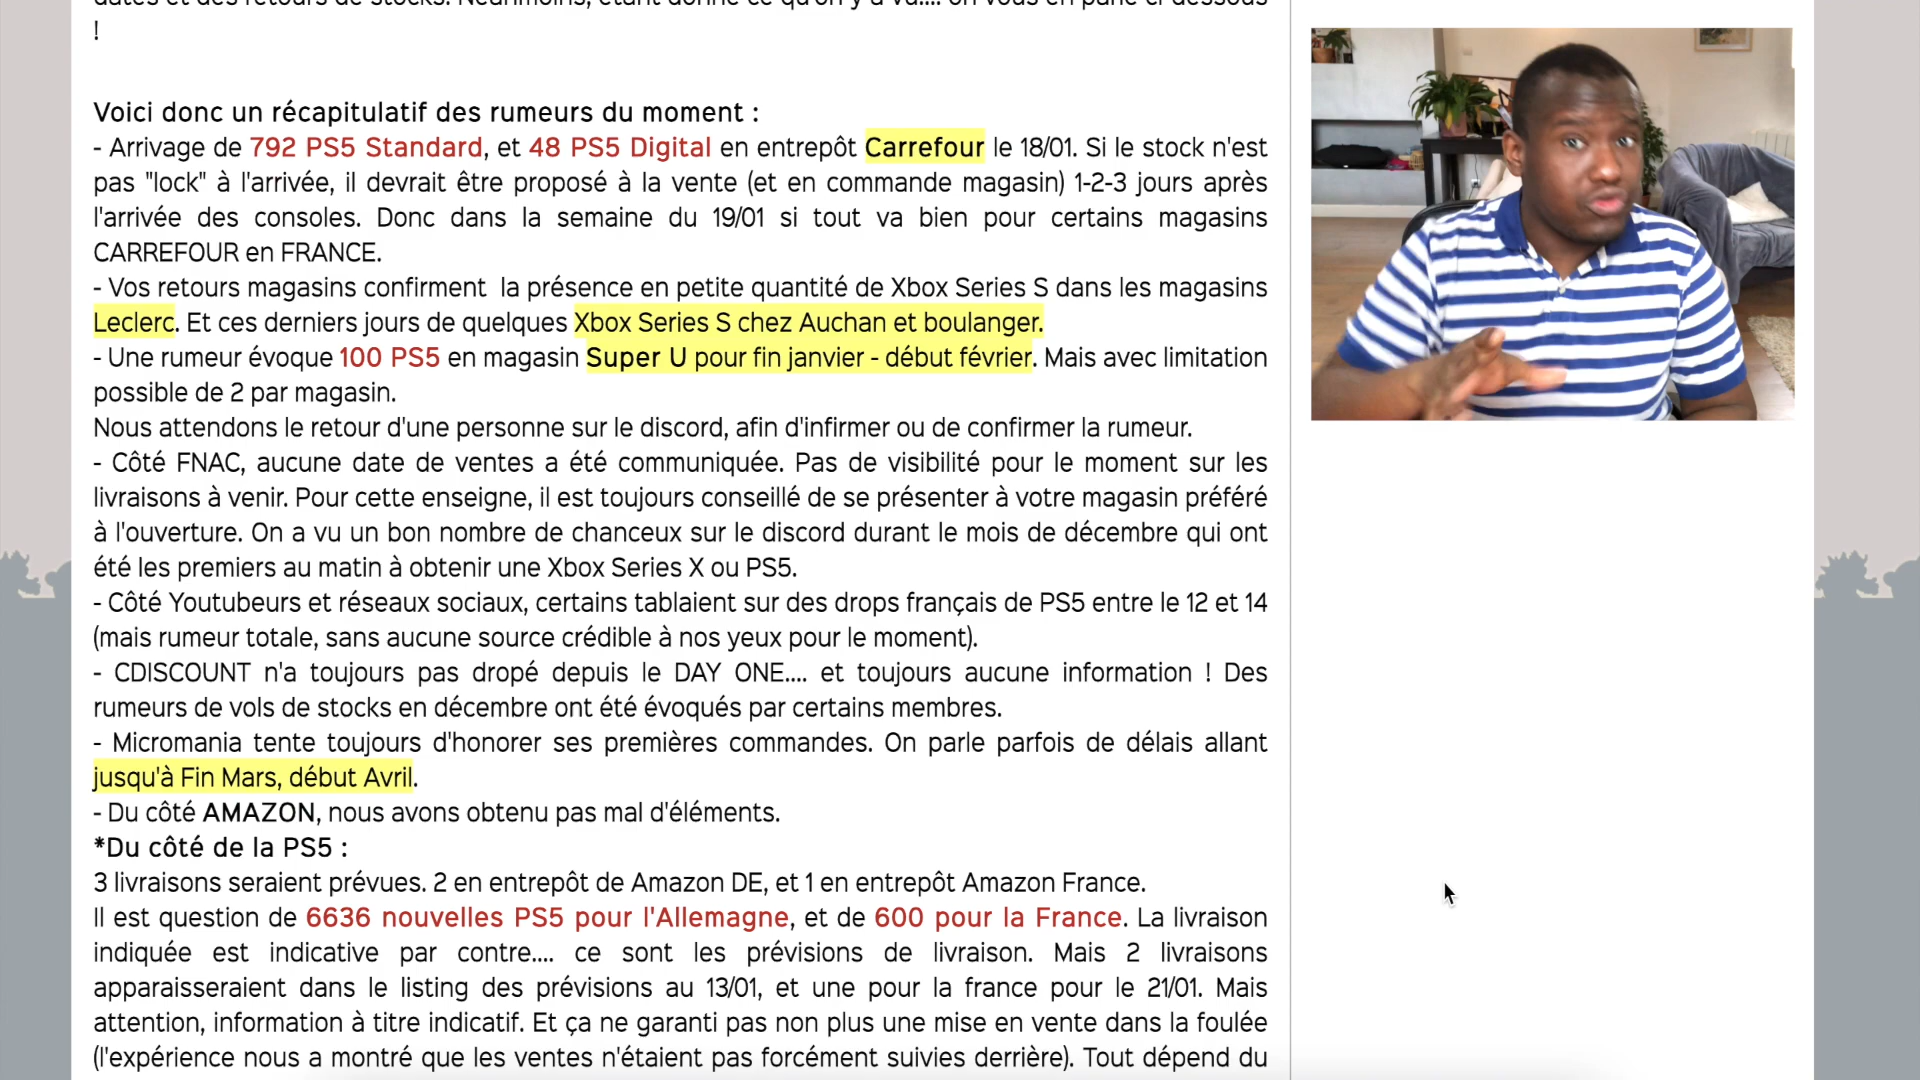 !
Voici donc un récapitulatif des rumeurs du moment :
- Arrivage de 792 PS5 Standard, et 48 PS5 Digital en entrepôt Carrefour le 18/01. Si le stock n'est
pas "lock" à l'arrivée, il devrait être proposé à la vente (et en commande magasin) 1-2-3 jours après
l'arrivée des consoles. Donc dans la semaine du 19/01 si tout va bien pour certains magasins
CARREFOUR en FRANCE.
- Vos retours magasins confirment  la présence en petite quantité de Xbox Series S dans les magasins
Leclerc. Et ces derniers jours de quelques Xbox Series S chez Auchan et boulanger.
- Une rumeur évoque 100 PS5 en magasin Super U pour fin janvier - début février. Mais avec limitation
possible de 2 par magasin.
Nous attendons le retour d'une personne sur le discord, afin d'infirmer ou de confirmer la rumeur.
- Côté FNAC, aucune date de ventes a été communiquée. Pas de visibilité pour le moment sur les
livraisons à venir. Pour cette enseigne, il est toujours conseillé de se présenter à votre magasin préféré
à l'ouverture. On a vu un bon nombre de chanceux sur le discord durant le mois de décembre qui ont
été les premiers au matin à obtenir une Xbox Series X ou PS5.
- Côté Youtubeurs et réseaux sociaux, certains tablaient sur des drops français de PS5 entre le 12 et 14
(mais rumeur totale, sans aucune source crédible à nos yeux pour le moment).
- CDISCOUNT n'a toujours pas dropé depuis le DAY ONE.... et toujours aucune information ! Des
rumeurs de vols de stocks en décembre ont été évoqués par certains membres.
- Micromania tente toujours d'honorer ses premières commandes. On parle parfois de délais allant
jusqu'à Fin Mars, début Avril.
- Du côté AMAZON, nous avons obtenu pas mal d'éléments.
*Du côté de la PS5 :
3 livraisons seraient prévues. 2 en entrepôt de Amazon DE, et 1 en entrepôt Amazon France.
Il est question de 6636 nouvelles PS5 pour l'Allemagne, et de 600 pour la France. La livraison
indiquée est indicative par contre.... ce sont les prévisions de livraison. Mais 2 livraisons
apparaisseraient dans le listing des prévisions au 13/01, et une pour la france pour le 21/01. Mais
attention, information à titre indicatif. Et ça ne garanti pas non plus une mise en vente dans la foulée
(l'expérience nous a montré que les ventes n'étaient pas forcément suivies derrière). Tout dépend du